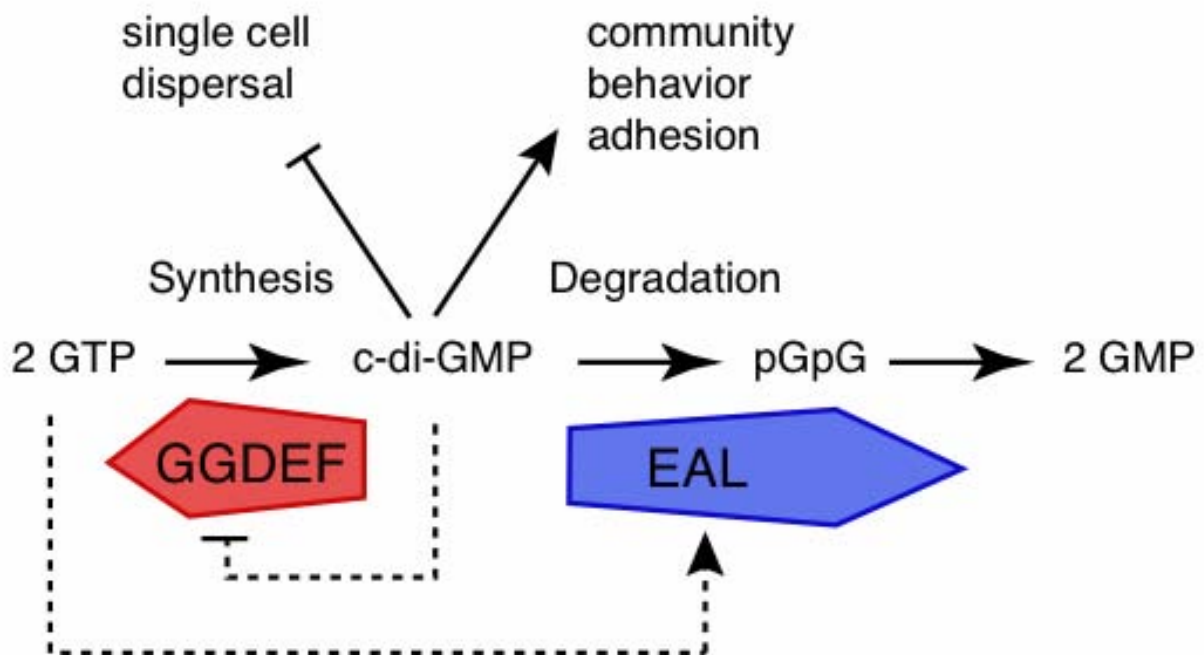 single cell
dispersal
community
behavior
adhesion
Synthesis
Degradation
2 GTP
c-di-GMP
pGpG
2 GMP
GGDEF
EAL